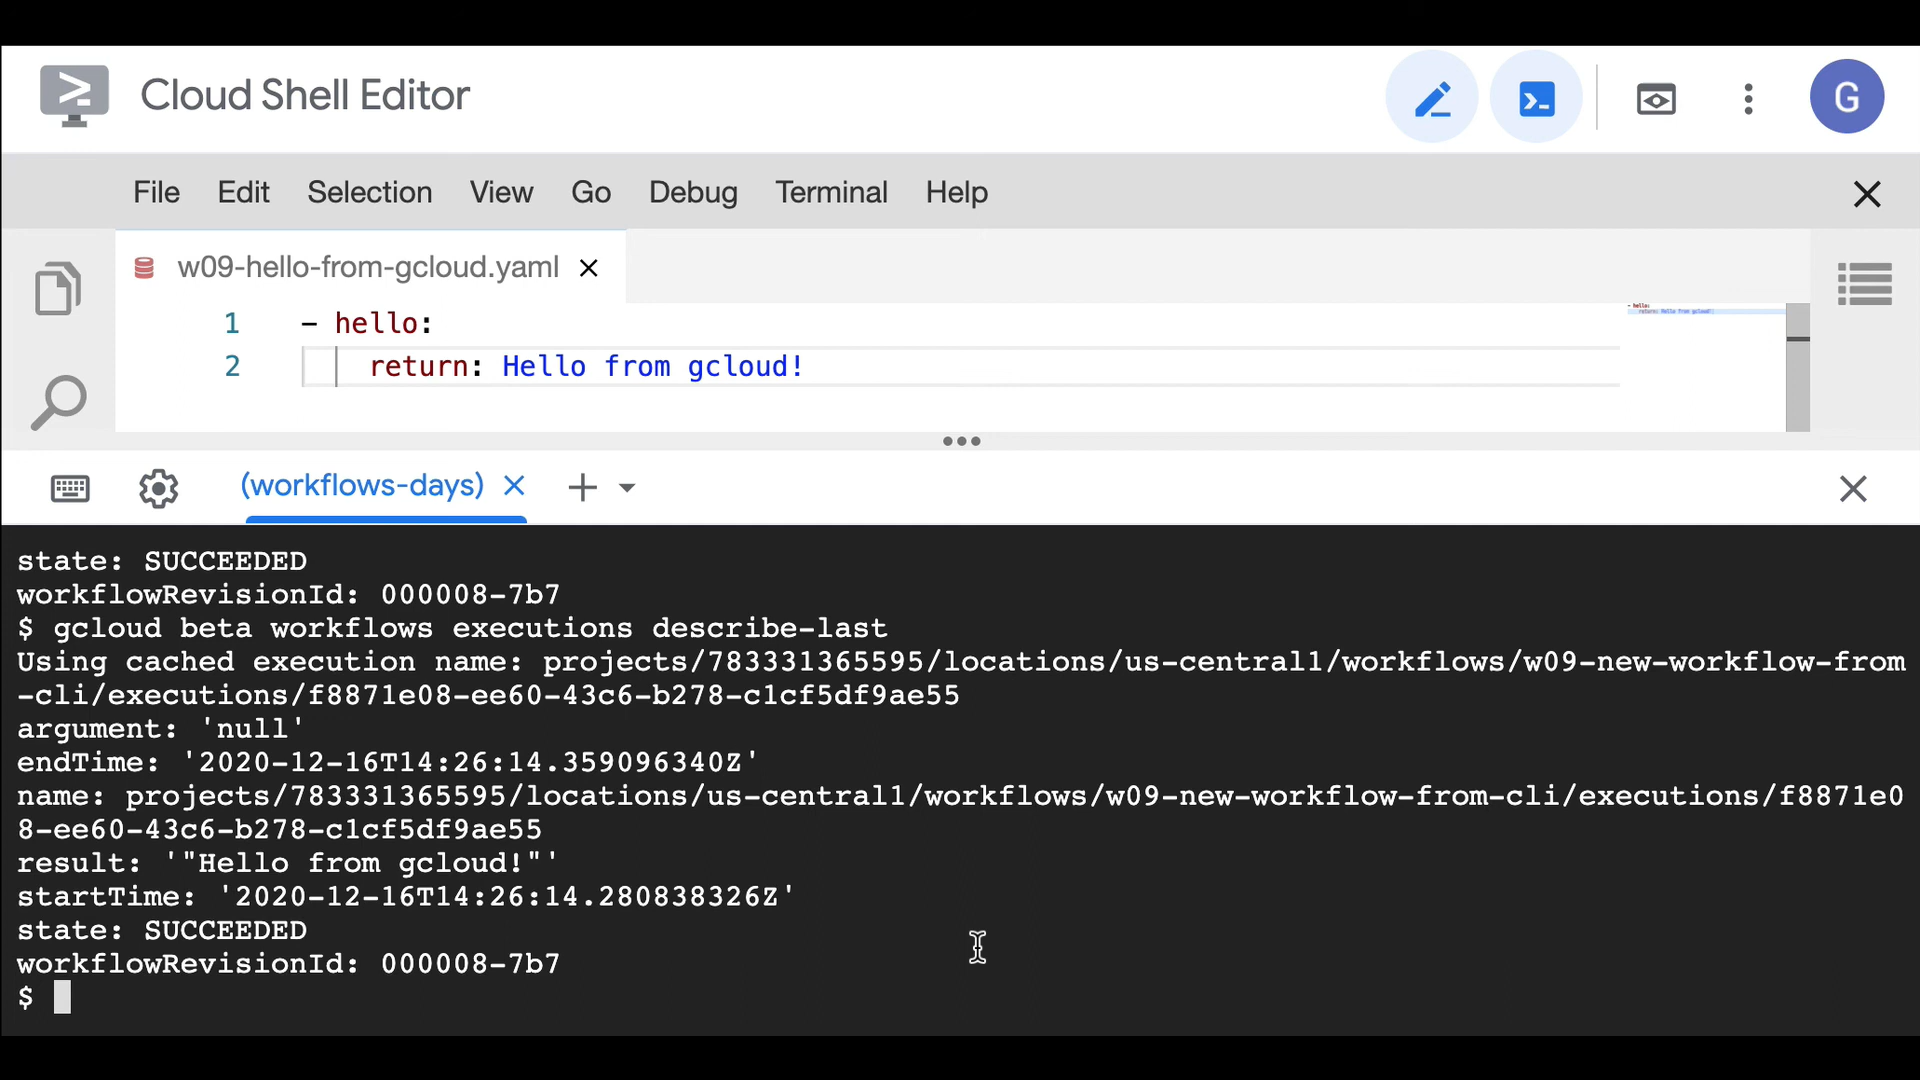 Cloud Shell Editor
G
File Edit Selection View Go Debug Terminal Help
w09-hello-from-gcloud.yaml
1 - hello:
2 return: Hello from gcloud!
(workflows-days)
state: SUCCEEDED
workflowRevisionId: 000008-7b7
$ gcloud beta workflows executions describe-last
Using cached execution name: projects/783331365595/locations/us-central1/workflows/w09-new-workflow-from
-cli/executions/f8871e08-ee60-43c6-b278-c1cf5df9ae55
argument: 'null'
endTime: '2020-12-16T14:26:14.359096340Z'
name: projects/783331365595/locations/us-central1/workflows/w09-new-workflow-from-cli/executions/f8871e0
8-ee60-43c6-b278-c1cf5df9ae55
result: '"Hello from gcloud!"'
startTime: '2020-12-16T14:26:14.280838326Z'
state: SUCCEEDED
workflowRevisionId: 000008-7b7
$